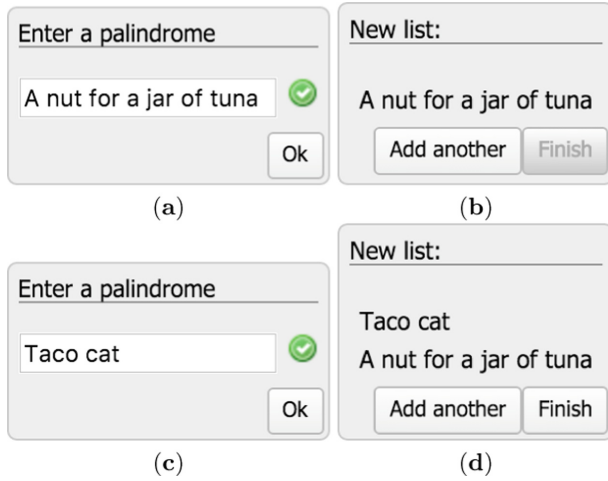 Enter a palindrome
A nut for a jar of tuna
Ok
(a)
New list:
A nut for a jar of tuna
Add another Finish
(b)
Enter a palindrome
Taco cat
Ok
(c)
New list:
Taco cat
A nut for a jar of tuna
Add another Finish
(d)